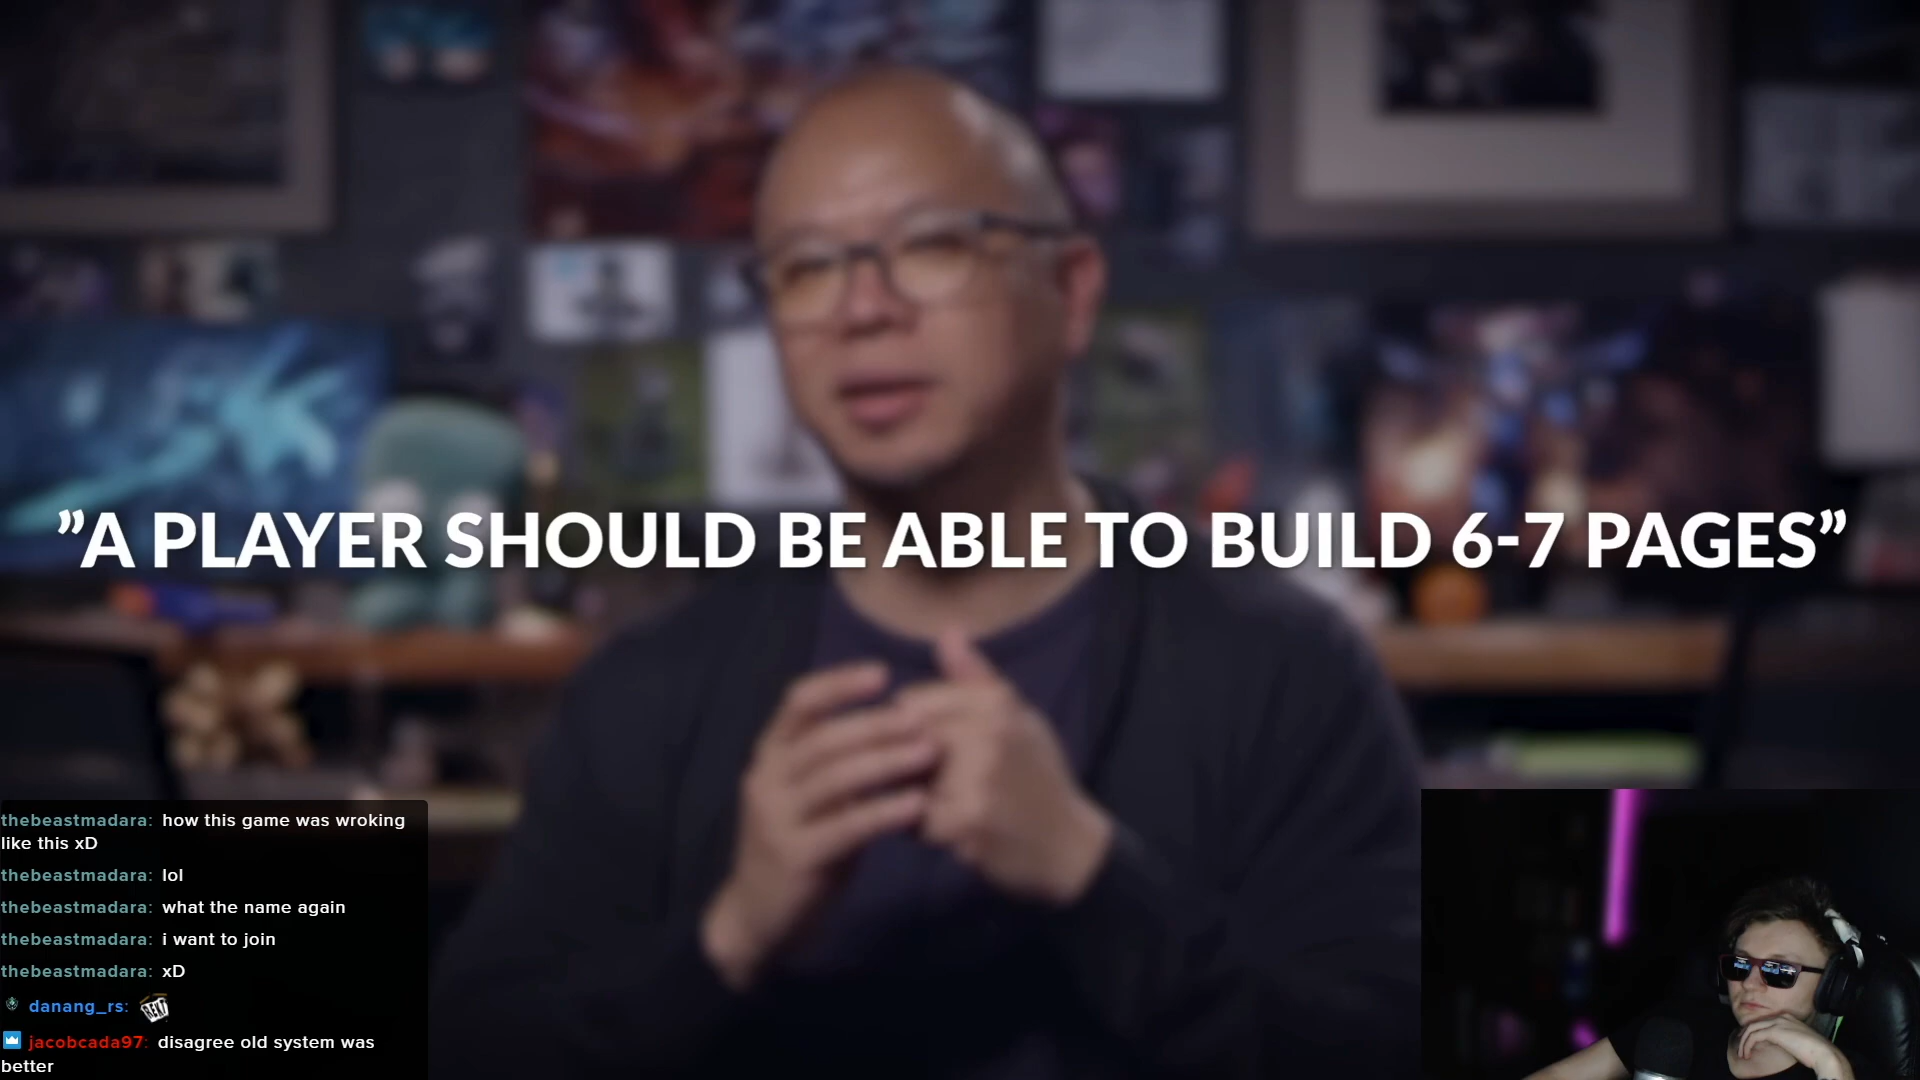 "A PLAYER SHOULD BE ABLE TO BUILD 6-7 PAGES"
thebeastmadara: how this game was wroking
like this xD
thebeastmadara: lol
thebeastmadara: what the name again
thebeastmadara: i want to join
thebeastmadara: xD
danang_rs:
jacobcada97: disagree old system was
better